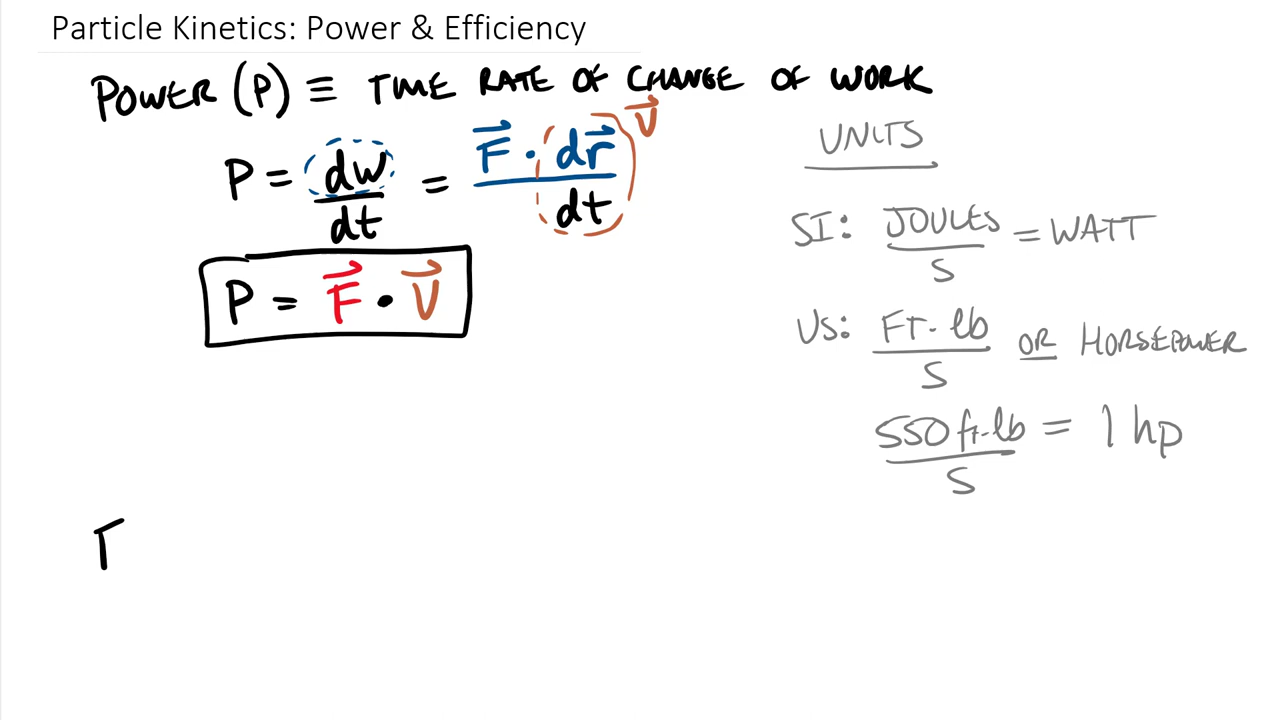 Particle Kinetics: Power & Efficiency
POWER (P) ≡ TIME RATE OF CHANGE OF WORK
P = dw/dt = F⃗ · dr⃗/dt V⃗
P = F⃗ · V⃗
UNITS
SI: JOULES/S = WATT
US: FT·lb/S OR HORSEPOWER
550 ft·lb/S = 1 hp